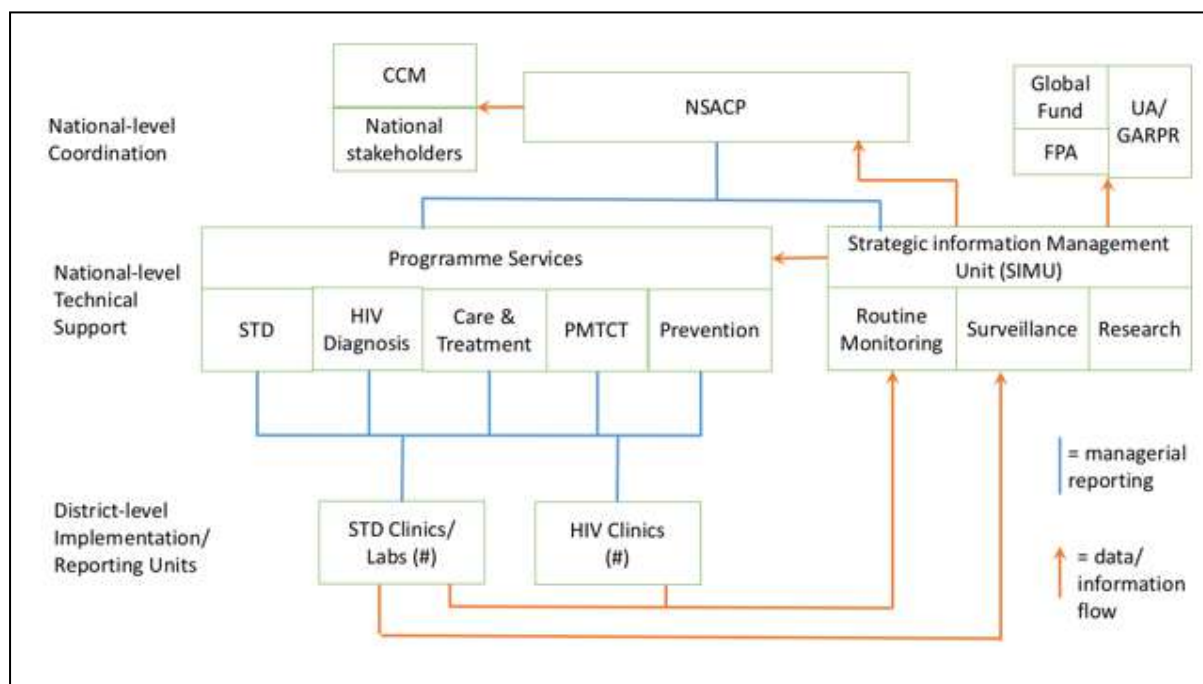 CCM
National
stakeholders
NSACP
Global
Fund
FPA
UA/
GARPR
National-level
Coordination
Progrramme Services
STD
HIV
Diagnosis
Care &
Treatment
PMTCT
Prevention
Strategic information Management
Unit (SIMU)
Routine
Monitoring
Surveillance
Research
National-level
Technical
Support
District-level
Implementation/
Reporting Units
STD Clinics/
Labs (#)
HIV Clinics
(#)
= managerial
reporting
= data/
information
flow